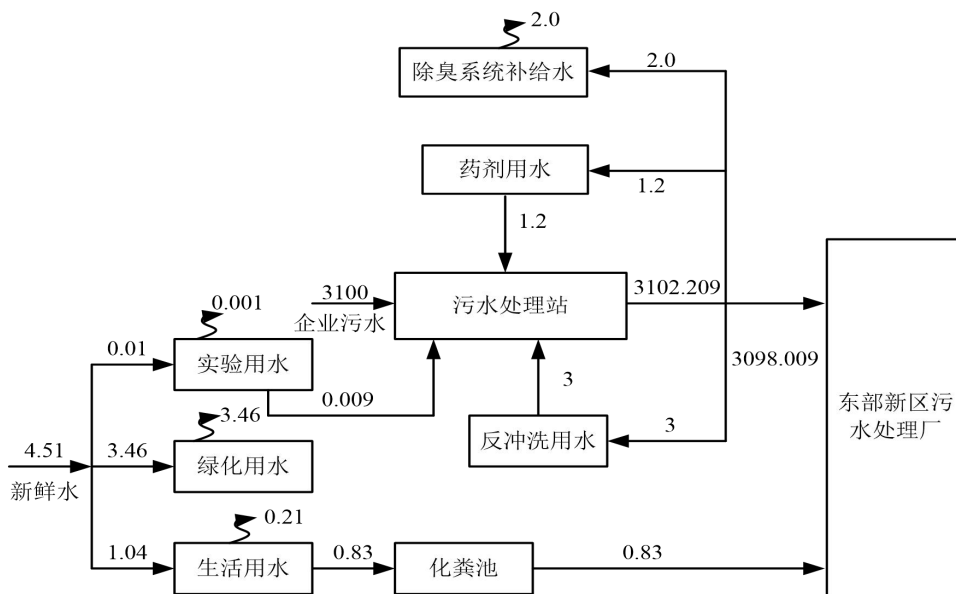 2.0
除臭系统补给水
2.0
药剂用水
1.2
1.2
3100
企业污水
污水处理站
3102.209
3098.009
0.001
0.01
实验用水
0.009
3
反冲洗用水
3
东部新区污
水处理厂
4.51
新鲜水
3.46
3.46
绿化用水
0.21
1.04
生活用水
0.83
化粪池
0.83